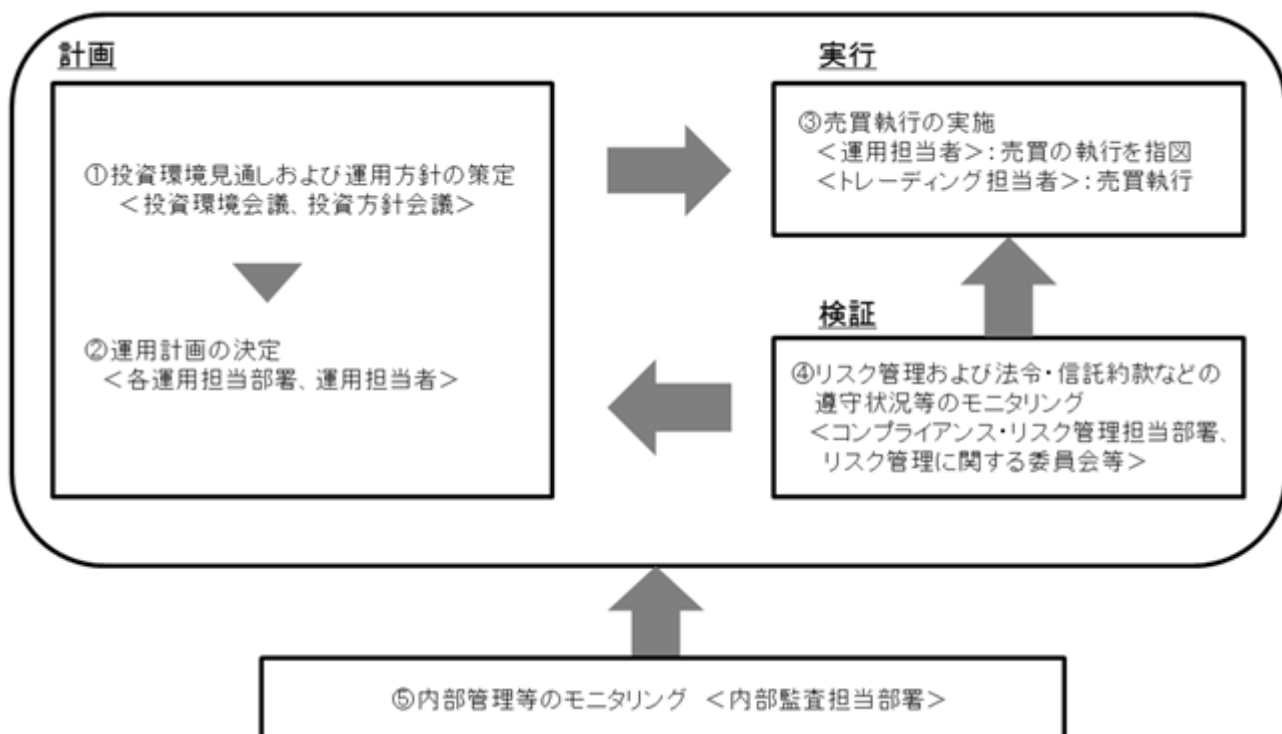 計画
①投資環境見通しおよび運用方針の策定
＜投資環境会議、投資方針会議＞
②運用計画の決定
＜各運用担当部署、運用担当者＞
実行
③売買執行の実施
＜運用担当者＞：売買の執行を指図
＜トレーディング担当者＞：売買執行
検証
④リスク管理および法令・信託約款などの
遵守状況等のモニタリング
＜コンプライアンス・リスク管理担当部署、
リスク管理に関する委員会等＞
⑤内部管理等のモニタリング ＜内部監査担当部署＞